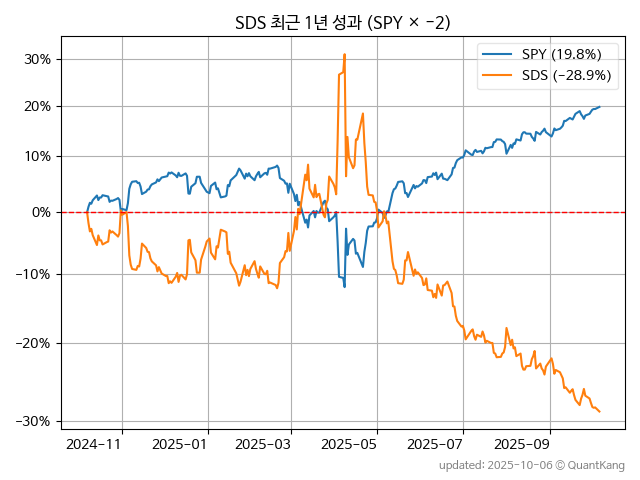 SDS 최근 1년 성과 (SPY × −2)
SPY (19.8%)
SDS (−28.9%)
30%
20%
10%
0%
−10%
−20%
−30%
2024-11 2025-01 2025-03 2025-05 2025-07 2025-09
updated: 2025-10-06 © QuantKang